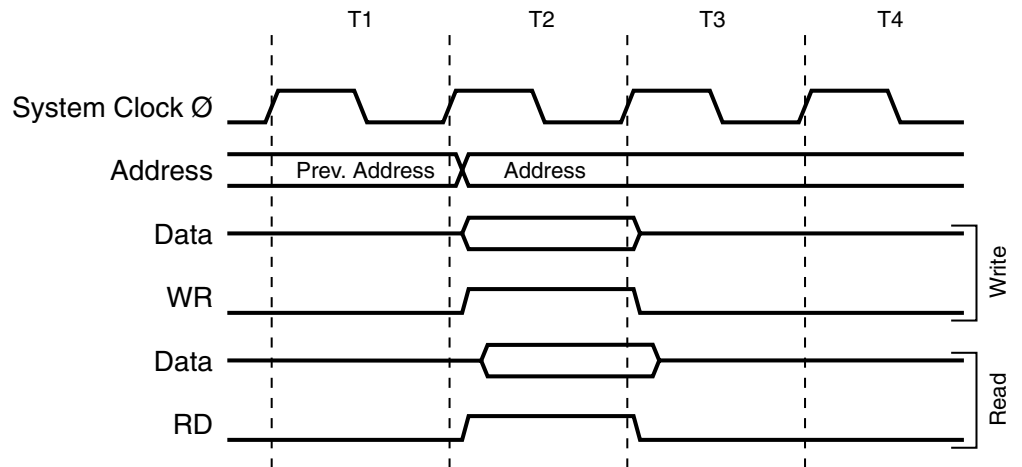 T1 T2 T3 T4
System Clock Ø
Address Prev. Address Address
Data
WR
Write
Data
RD
Read